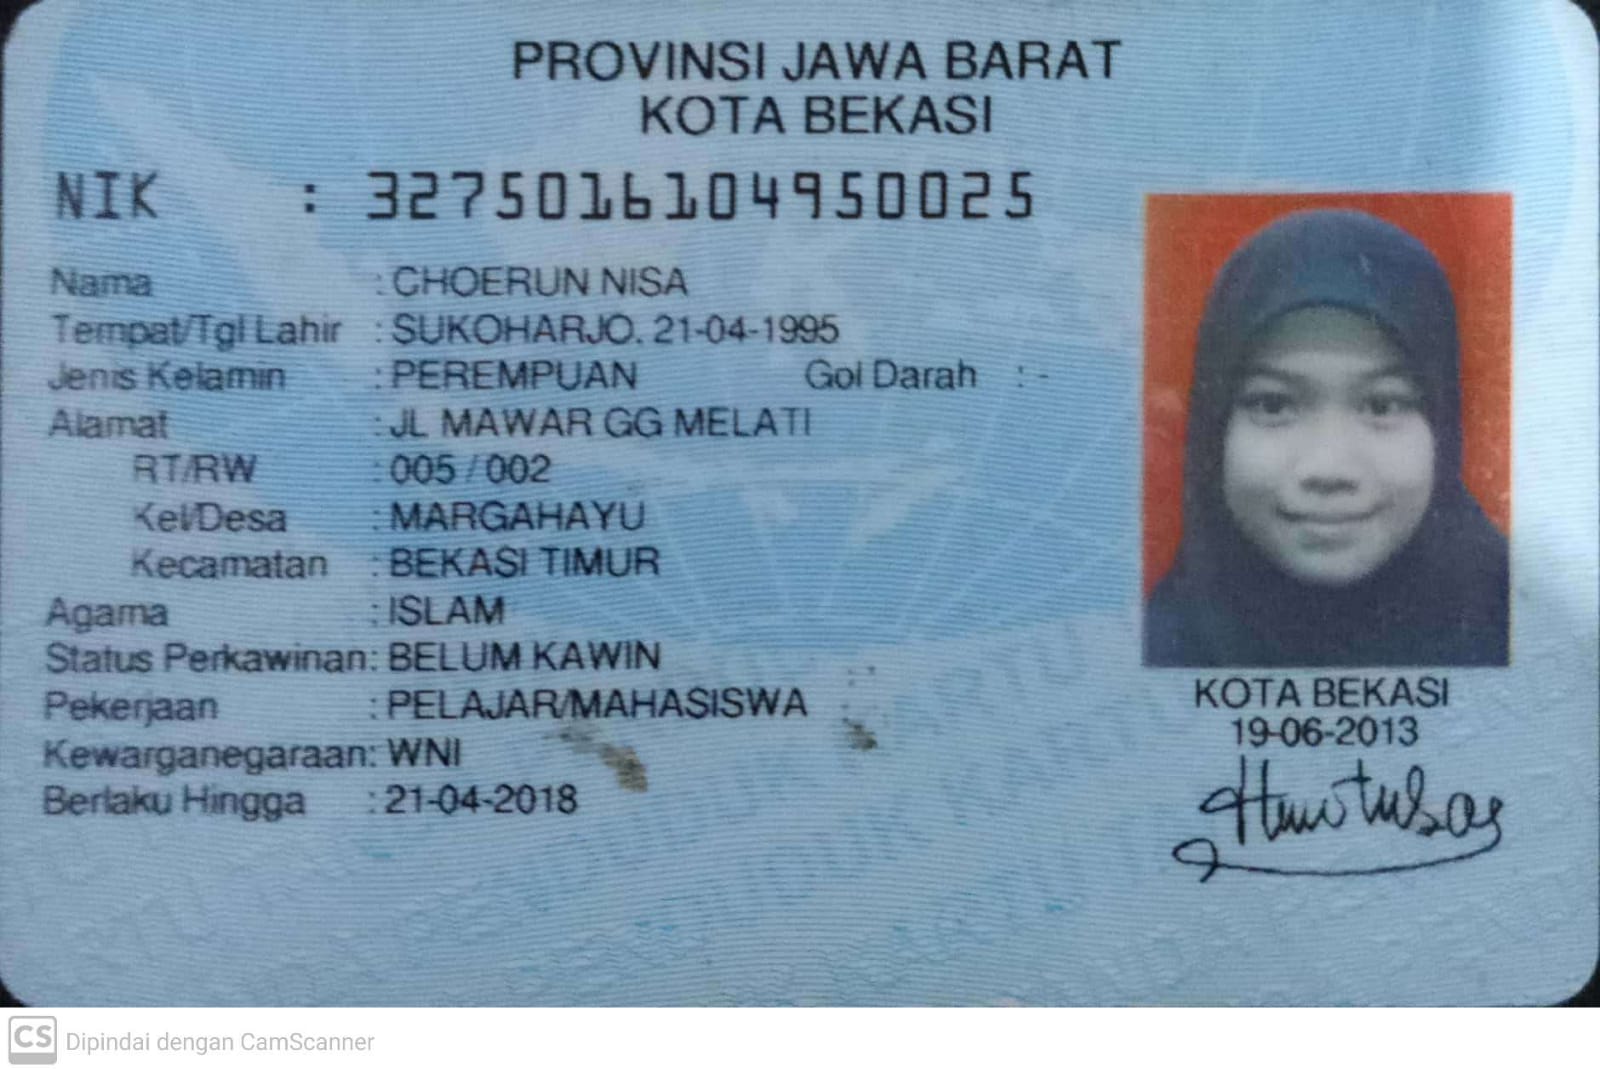 PROVINSI JAWA BARAT
KOTA BEKASI
NIK : 3275016104950025
Nama : CHOERUN NISA
Tempat/Tgl Lahir : SUKOHARJO, 21-04-1995
Jenis Kelamin : PEREMPUAN Gol Darah : -
Alamat : JL MAWAR GG MELATI
RT/RW : 005 / 002
Kel/Desa : MARGAHAYU
Kecamatan : BEKASI TIMUR
Agama : ISLAM
Status Perkawinan : BELUM KAWIN
Pekerjaan : PELAJAR/MAHASISWA
Kewarganegaraan : WNI
Berlaku Hingga : 21-04-2018
KOTA BEKASI
19-06-2013
CS Dipindai dengan CamScanner